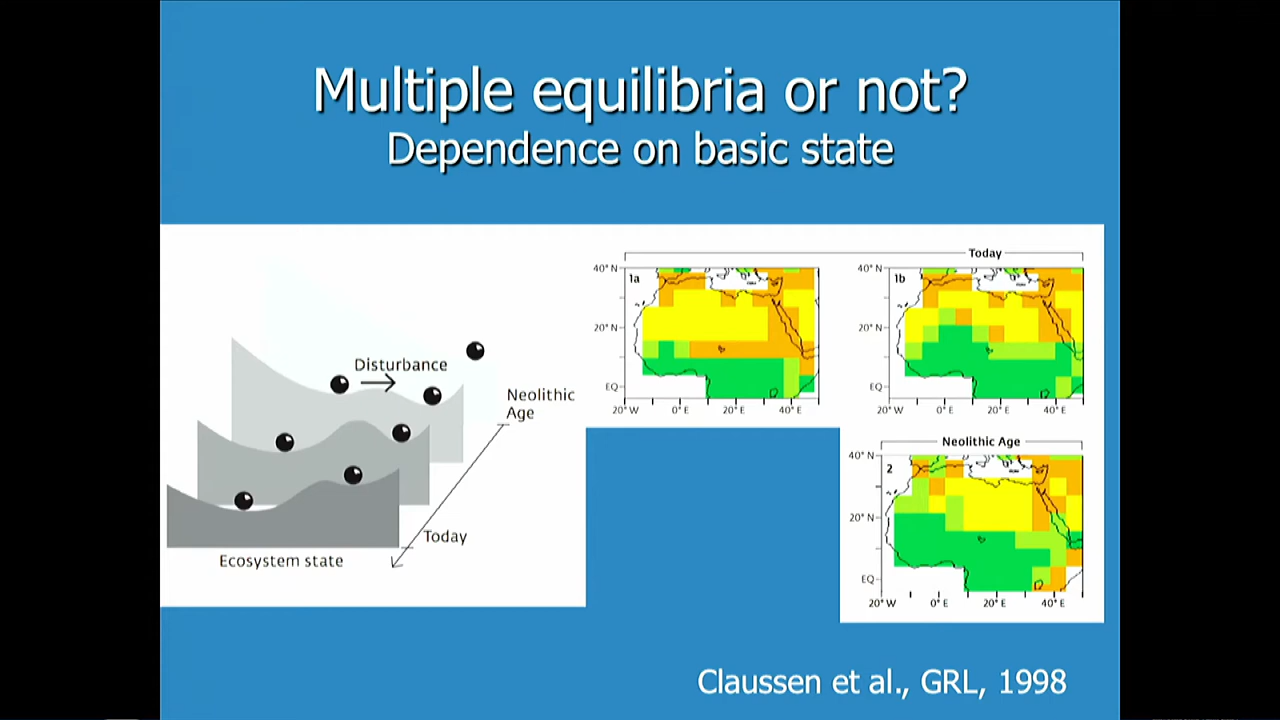 Multiple equilibria or not?
Dependence on basic state
Disturbance
Neolithic
Age
Today
Ecosystem state
Today
40° N
20° N
EQ
1a
20° W
0° E
20° E
40° E
40° N
20° N
EQ
1b
20° W
0° E
20° E
40° E
Neolithic Age
40° N
20° N
EQ
2
20° W
0° E
20° E
40° E
Claussen et al., GRL, 1998